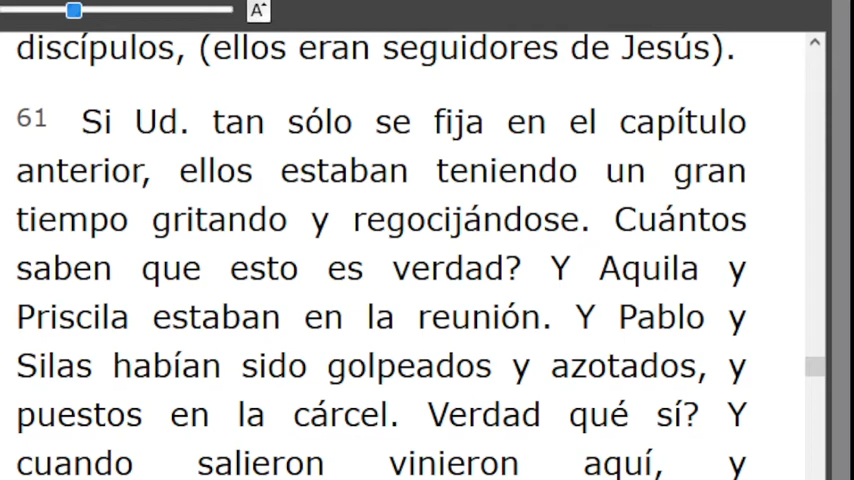 A
discípulos, (ellos eran seguidores de Jesús).
61 Si Ud. tan sólo se fija en el capítulo
anterior, ellos estaban teniendo un gran
tiempo gritando y regocijándose. Cuántos
saben que esto es verdad? Y Aquila y
Priscila estaban en la reunión. Y Pablo y
Silas habían sido golpeados y azotados, y
puestos en la cárcel. Verdad qué sí? Y
cuando salieron vinieron aquí, y